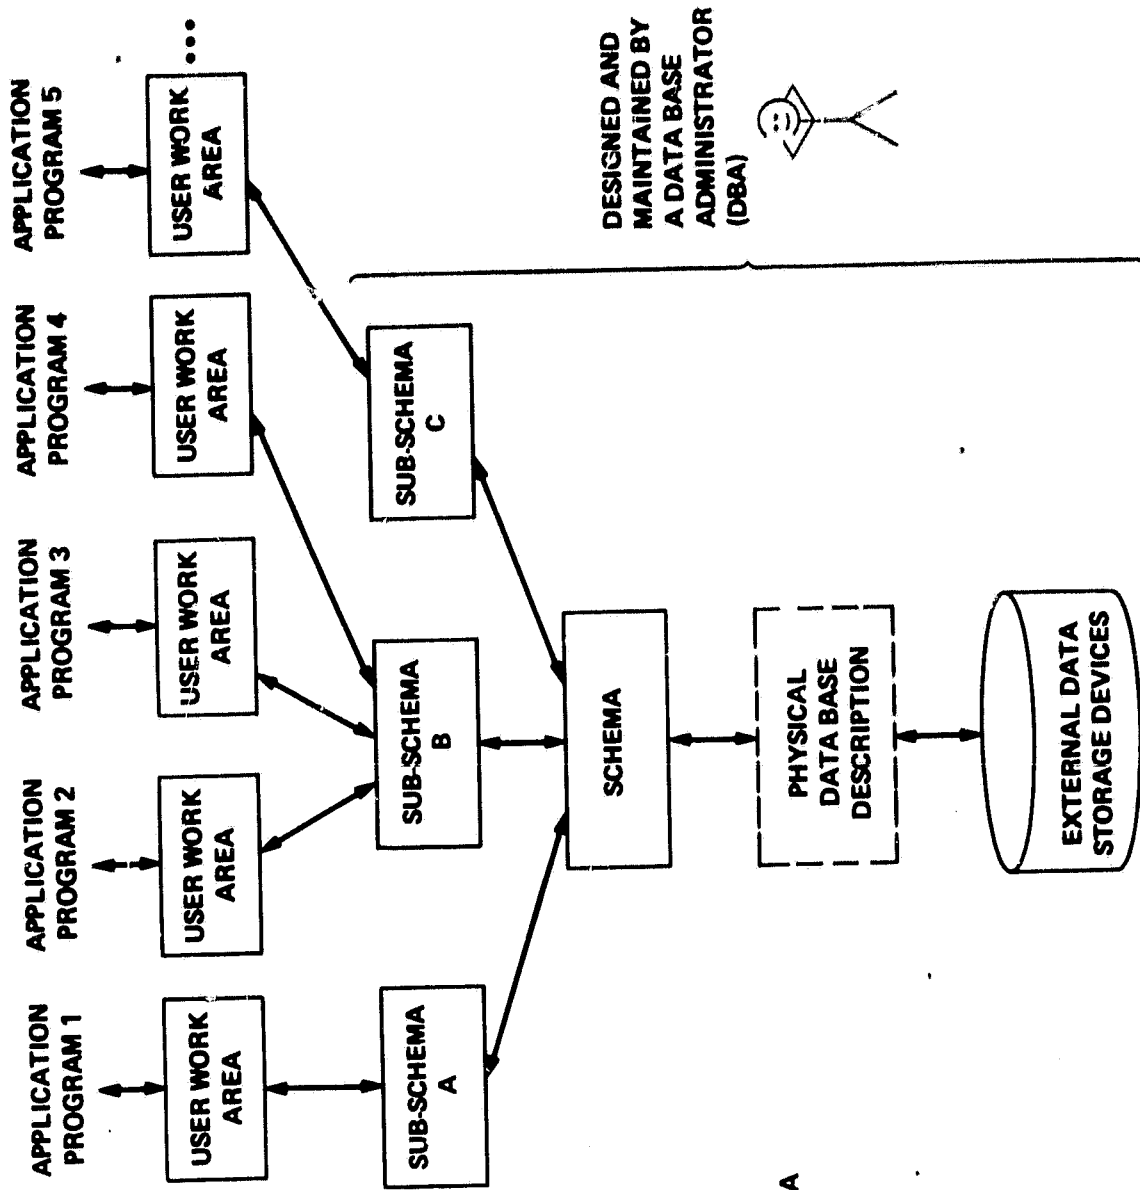 APPLICATION
PROGRAM 1
APPLICATION
PROGRAM 2
APPLICATION
PROGRAM 3
APPLICATION
PROGRAM 4
APPLICATION
PROGRAM 5
USER WORK
AREA
USER WORK
AREA
USER WORK
AREA
USER WORK
AREA
USER WORK
AREA
...
SUB-SCHEMA
A
SUB-SCHEMA
B
SUB-SCHEMA
C
SCHEMA
PHYSICAL
DATA BASE
DESCRIPTION
EXTERNAL DATA
STORAGE DEVICES
DESIGNED AND
MAINTAINED BY
A DATA BASE
ADMINISTRATOR
(DBA)
A